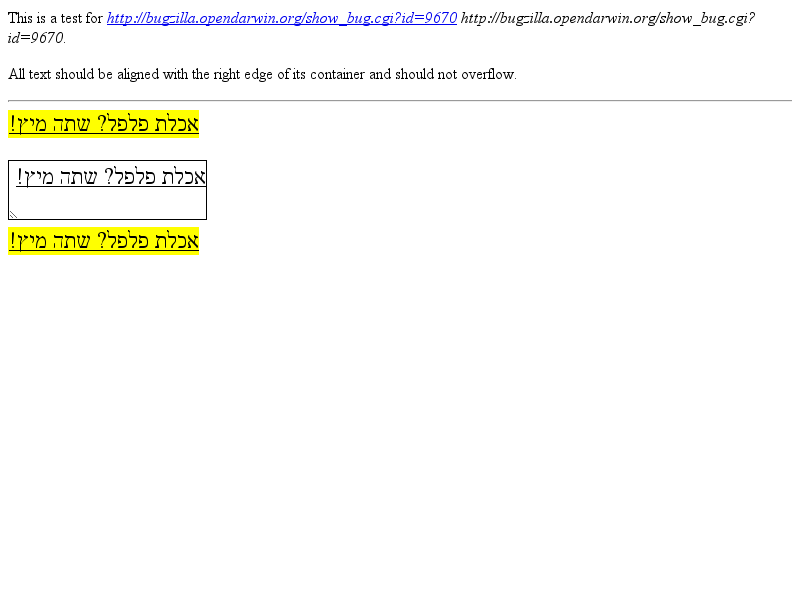 This is a test for http://bugzilla.opendarwin.org/show_bug.cgi?id=9670 http://bugzilla.opendarwin.org/show_bug.cgi?
id=9670.
All text should be aligned with the right edge of its container and should not overflow.
אכלת פלפל? שתה מיץ!
אכלת פלפל? שתה מיץ!
אכלת פלפל? שתה מיץ!